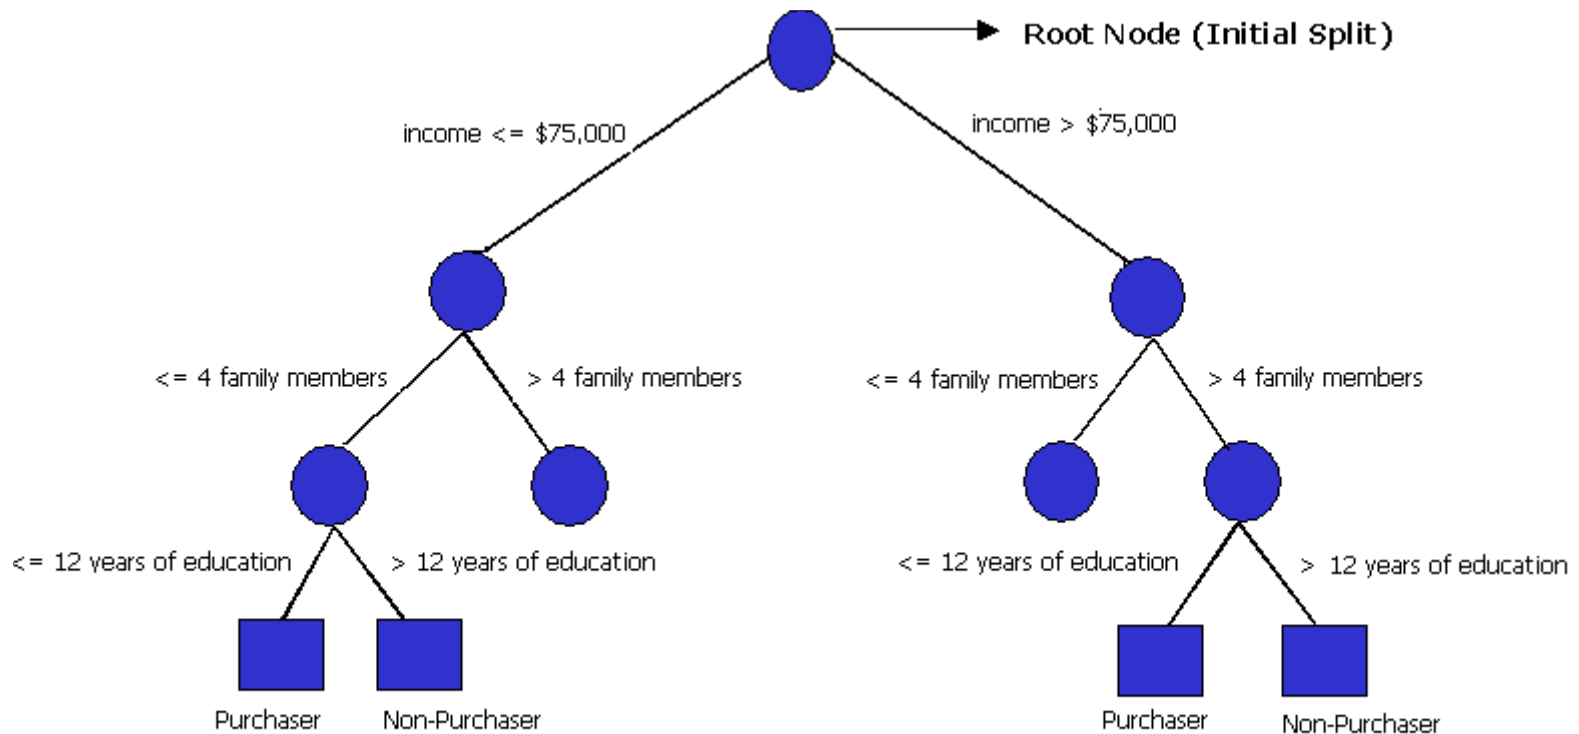 Root Node (Initial Split)
income <= $75,000
income > $75,000
<= 4 family members
> 4 family members
<= 4 family members
> 4 family members
<= 12 years of education
> 12 years of education
<= 12 years of education
> 12 years of education
Purchaser
Non-Purchaser
Purchaser
Non-Purchaser